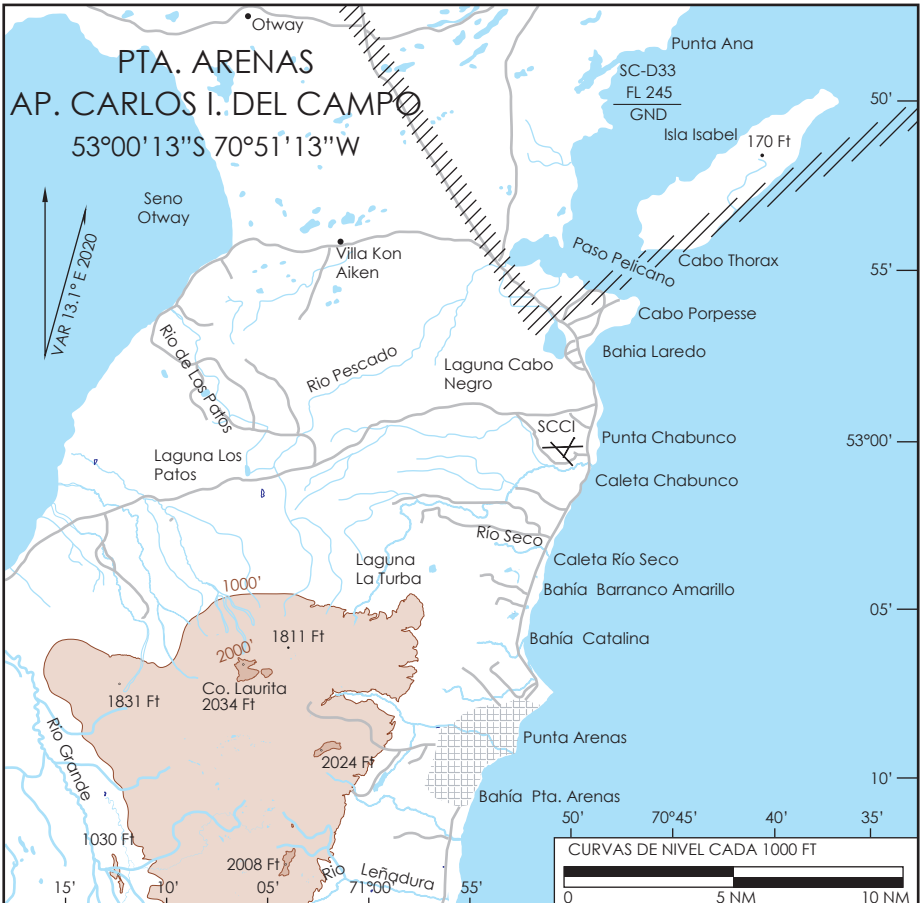 Otway
PTA. ARENAS
AP. CARLOS I. DEL CAMPO
53°00'13”S 70°51'13”W
Punta Ana
SC-D33
FL 245
GND
50'
Isla Isabel
170 Ft
Seno
Otway
VAR 13.1° E 2020
Villa Kon
Aiken
Paso Pelicano
Cabo Thorax
55'
Cabo Porpesse
Rio de Los Patos
Rio Pescado
Laguna Cabo
Negro
Bahia Laredo
SCCI
Punta Chabunco
53°00'
Laguna Los
Patos
Caleta Chabunco
Río Seco
Laguna
La Turba
Caleta Río Seco
1000'
Bahía Barranco Amarillo
05'
1811 Ft
2000'
Bahía Catalina
Co. Laurita
2034 Ft
1831 Ft
Rio Grande
Punta Arenas
2024 Ft
10'
Bahía Pta. Arenas
1030 Ft
2008 Ft
Rio Leñadura
50'
70°45'
40'
35'
CURVAS DE NIVEL CADA 1000 FT
0
5 NM
10 NM
15'
10'
05'
71°00'
55'